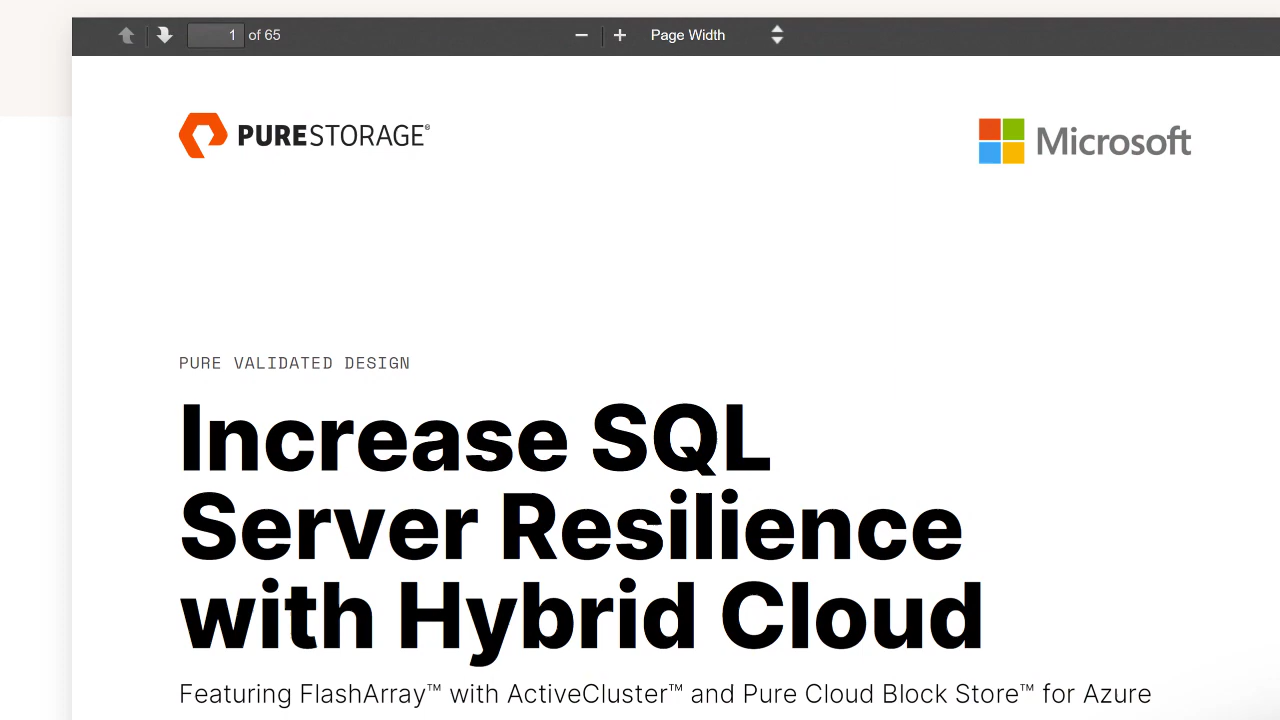 1 of 65
Page Width
PURESTORAGE®
Microsoft
PURE VALIDATED DESIGN
Increase SQL
Server Resilience
with Hybrid Cloud
Featuring FlashArray™ with ActiveCluster™ and Pure Cloud Block Store™ for Azure